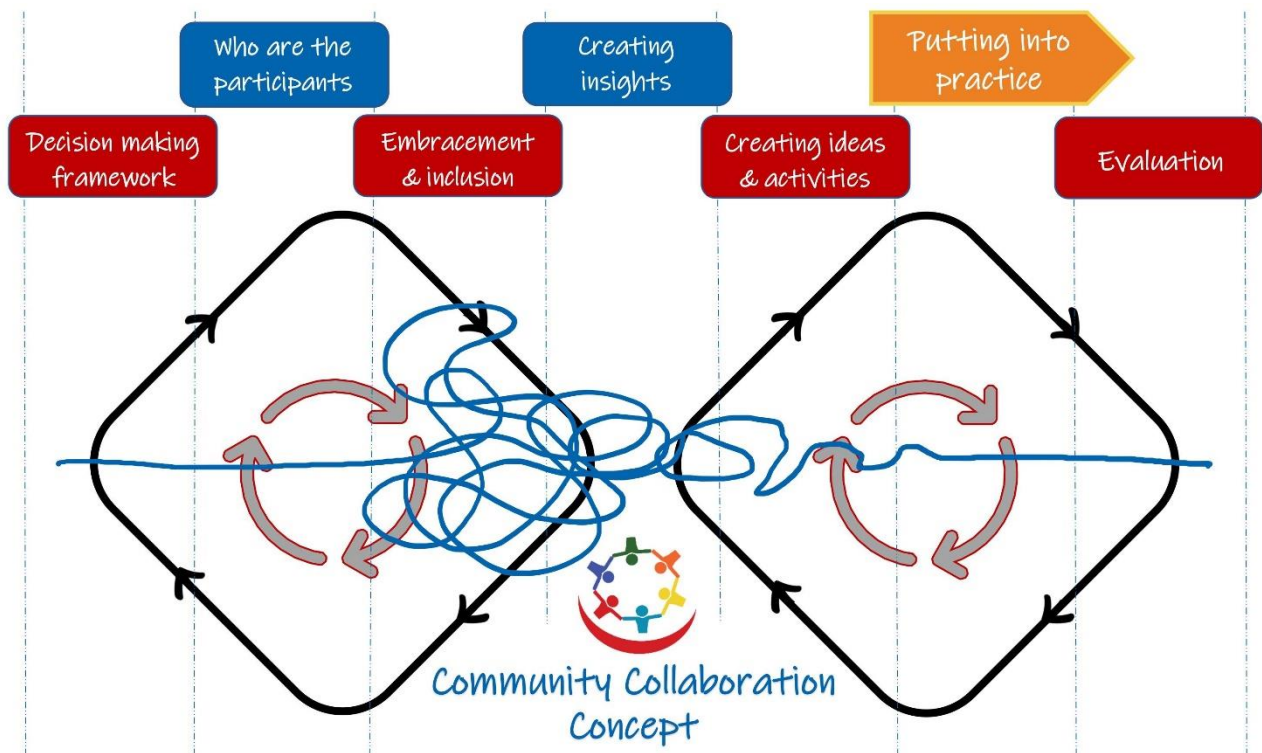 Who are the
participants
Creating
insights
Putting into
practice
Decision making
framework
Embracement
& inclusion
Creating ideas
& activities
Evaluation
Community Collaboration
Concept